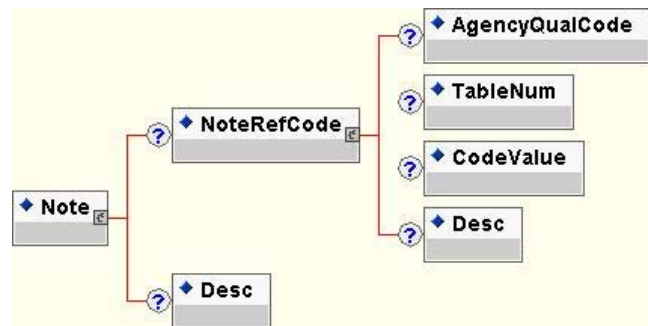 AgencyQualCode
?
TableNum
?
NoteRefCode
?
CodeValue
?
Note
Desc
?
Desc
?